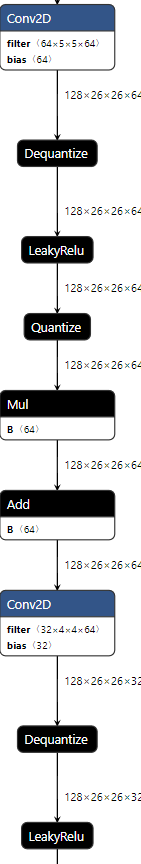 Conv2D
filter ⟨64×5×5×64⟩
bias ⟨64⟩
128×26×26×64
Dequantize
128×26×26×64
LeakyRelu
128×26×26×64
Quantize
128×26×26×64
Mul
B ⟨64⟩
128×26×26×64
Add
B ⟨64⟩
128×26×26×64
Conv2D
filter ⟨32×4×4×64⟩
bias ⟨32⟩
128×26×26×32
Dequantize
128×26×26×32
LeakyRelu